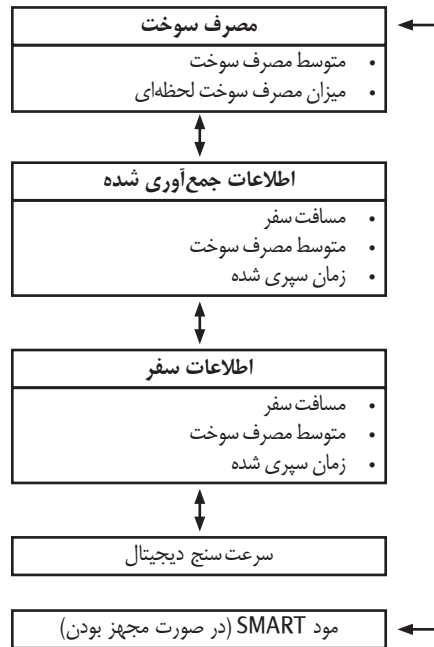 مصرف سوخت
• متوسط مصرف سوخت
• میزان مصرف سوخت لحظه‌ای
اطلاعات جمع‌آوری شده
• مسافت سفر
• متوسط مصرف سوخت
• زمان سپری شده
اطلاعات سفر
• مسافت سفر
• متوسط مصرف سوخت
• زمان سپری شده
سرعت سنج دیجیتال
مود SMART (در صورت مجهز بودن)